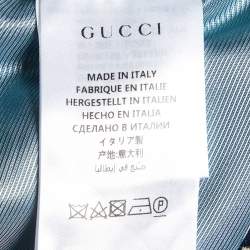 GUCCI
MADE IN ITALY
FABRIQUE EN ITALIE
HERGESTELLT IN ITALIEN
HECHO EN ITALIA
СДЕЛАНО В ИТАЛИИ
イタリア製
产地:意大利
صنع في إيطاليا